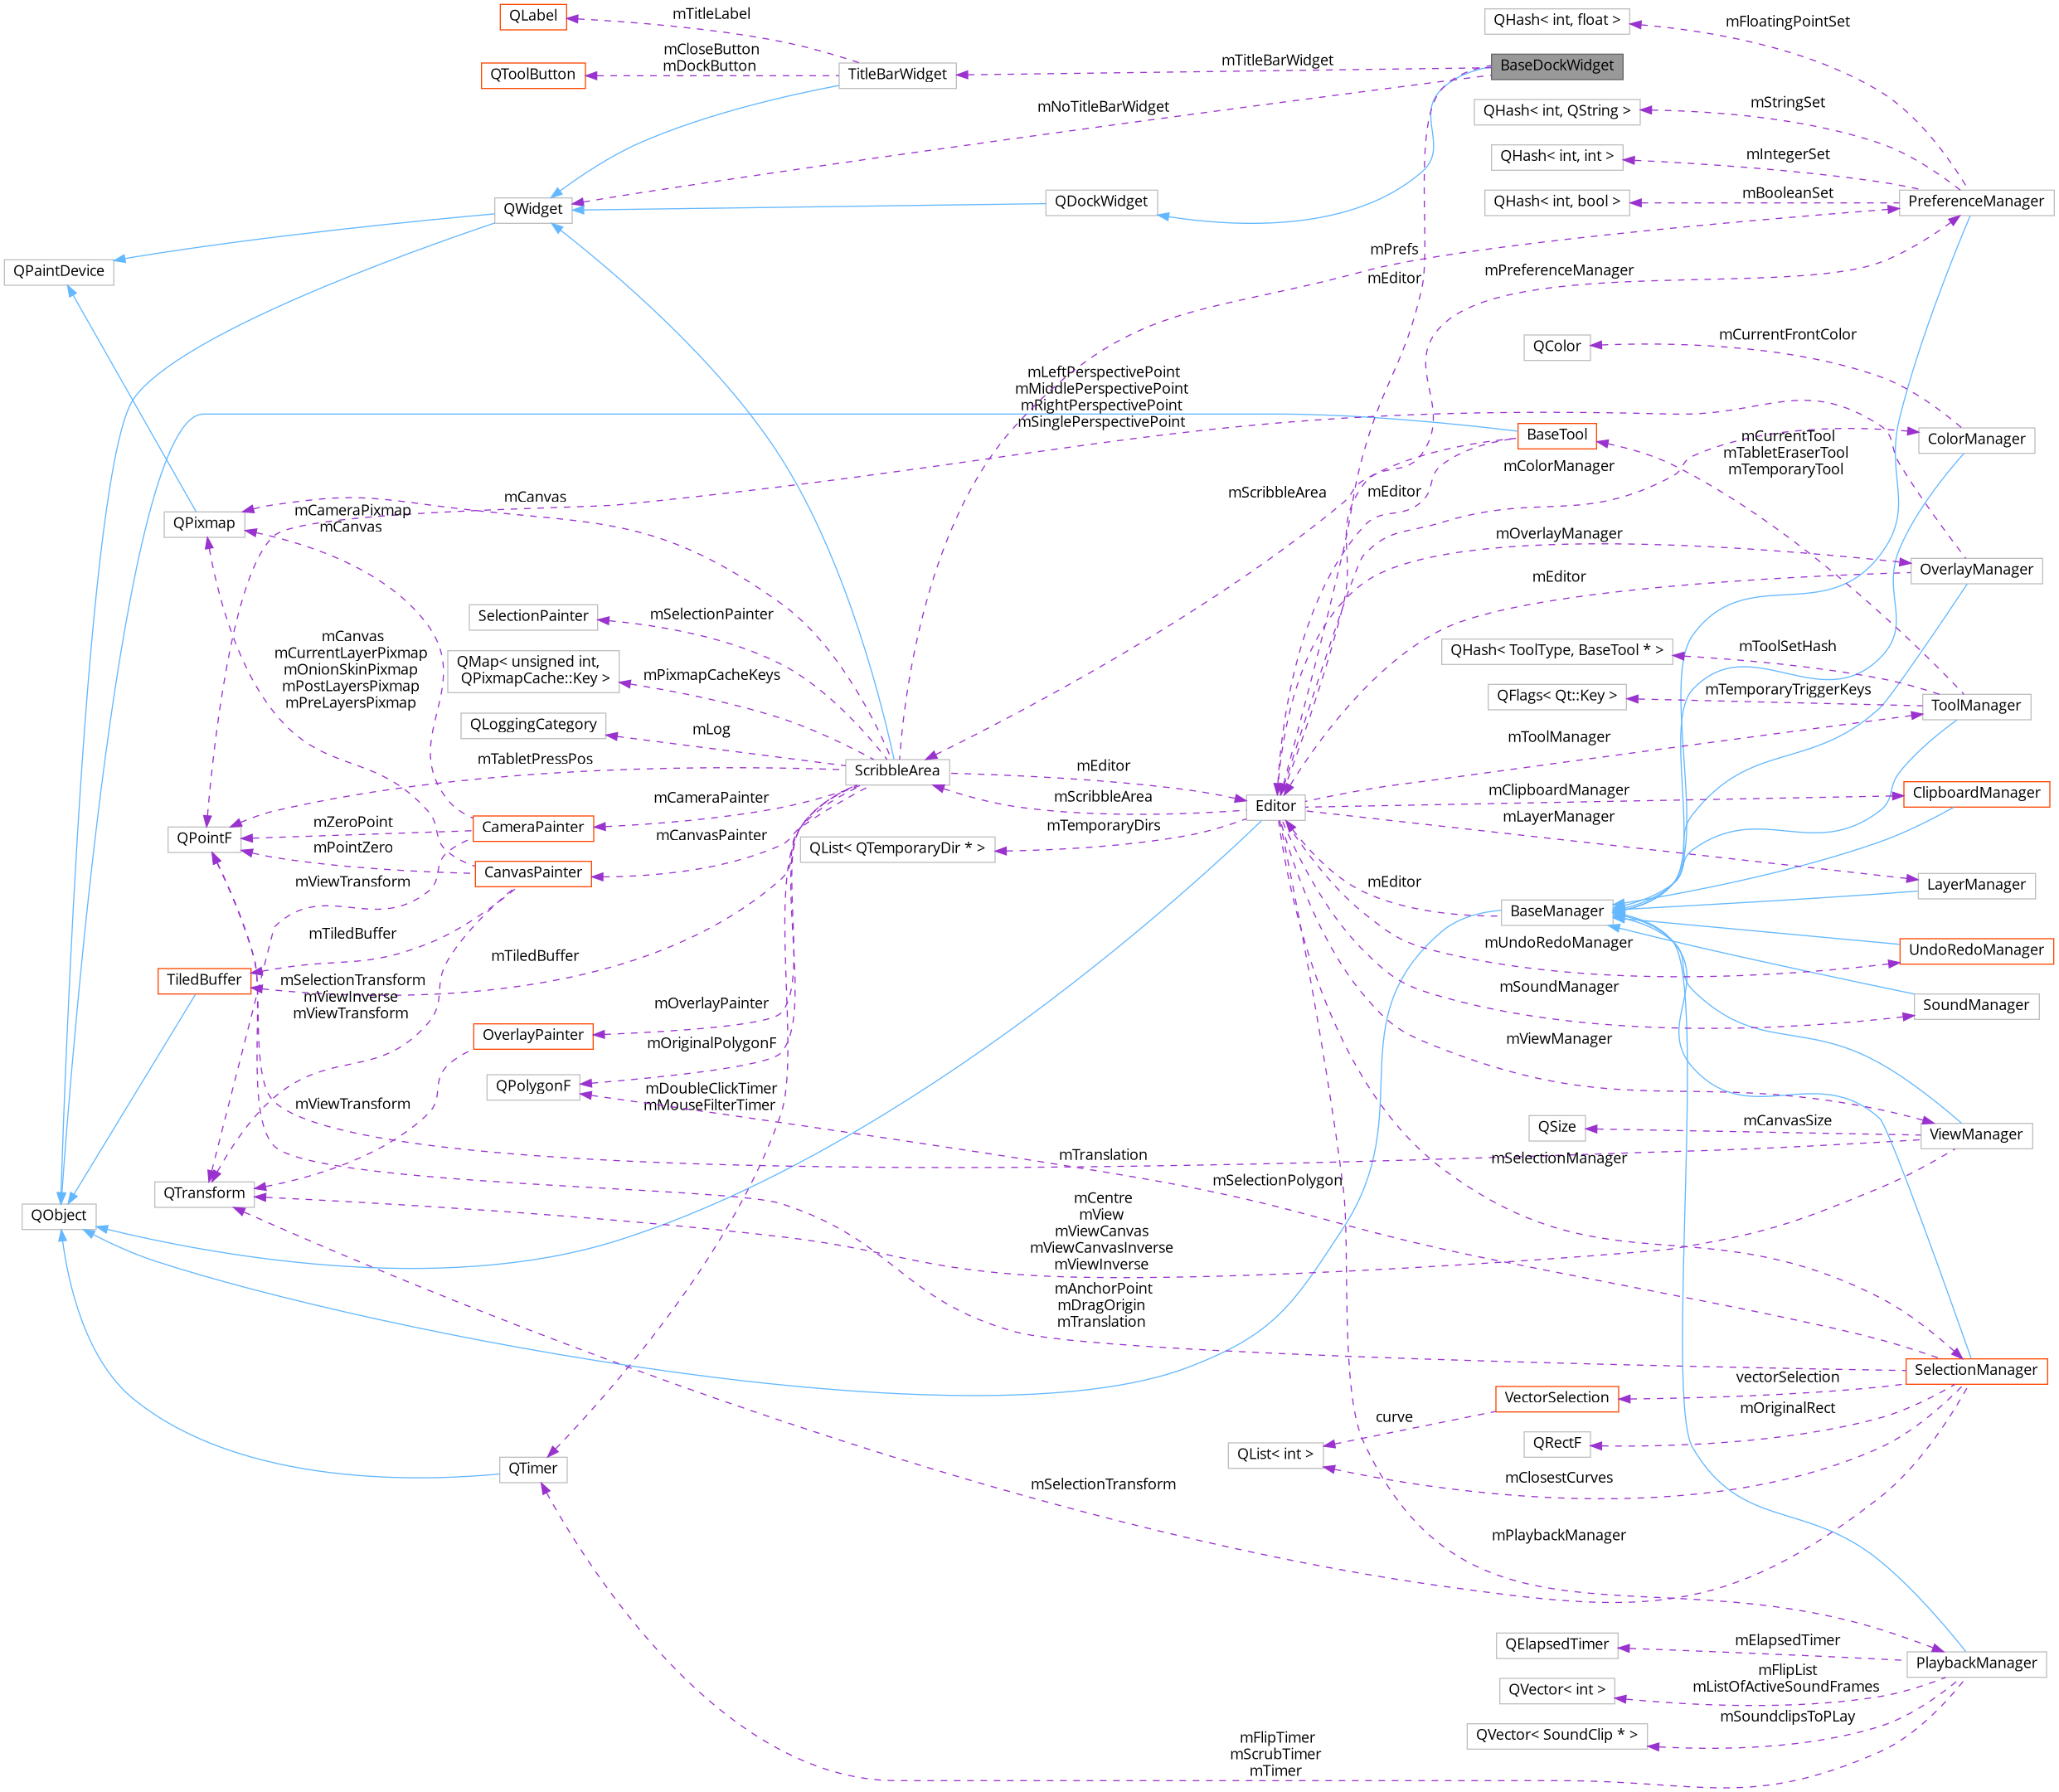 QLabel
mTitleLabel
QHash< int, float >
mFloatingPointSet
QToolButton
mCloseButton
mDockButton
TitleBarWidget
mTitleBarWidget
BaseDockWidget
mNoTitleBarWidget
QHash< int, QString >
mStringSet
QHash< int, int >
mIntegerSet
QWidget
QDockWidget
QHash< int, bool >
mBooleanSet
PreferenceManager
QPaintDevice
mPrefs
mEditor
mPreferenceManager
QColor
mCurrentFrontColor
mLeftPerspectivePoint
mMiddlePerspectivePoint
mRightPerspectivePoint
mSinglePerspectivePoint
BaseTool
ColorManager
mCurrentTool
mTabletEraserTool
mTemporaryTool
mColorManager
mScribbleArea
mEditor
mCanvas
QPixmap
mCameraPixmap
mCanvas
mOverlayManager
mEditor
OverlayManager
SelectionPainter
mSelectionPainter
QMap< unsigned int,
QPixmapCache::Key >
mPixmapCacheKeys
mCanvas
mCurrentLayerPixmap
mOnionSkinPixmap
mPostLayersPixmap
mPreLayersPixmap
QHash< ToolType, BaseTool * >
mToolSetHash
QFlags< Qt::Key >
mTemporaryTriggerKeys
ToolManager
QLoggingCategory
mLog
mTabletPressPos
ScribbleArea
mEditor
mToolManager
mScribbleArea
Editor
mClipboardManager
ClipboardManager
mCameraPainter
mZeroPoint
CameraPainter
mLayerManager
QPointF
mPointZero
mCanvasPainter
QList< QTemporaryDir * >
mTemporaryDirs
mViewTransform
CanvasPainter
mEditor
LayerManager
BaseManager
mTiledBuffer
mTiledBuffer
mUndoRedoManager
UndoRedoManager
TiledBuffer
mSelectionTransform
mViewInverse
mViewTransform
mSoundManager
SoundManager
mOverlayPainter
OverlayPainter
mOriginalPolygonF
mViewManager
QPolygonF
mDoubleClickTimer
mMouseFilterTimer
mViewTransform
QSize
mCanvasSize
ViewManager
mTranslation
mSelectionManager
mSelectionPolygon
QTransform
QObject
mCentre
mView
mViewCanvas
mViewCanvasInverse
mViewInverse
mAnchorPoint
mDragOrigin
mTranslation
SelectionManager
vectorSelection
VectorSelection
curve
mOriginalRect
QRectF
QList< int >
mClosestCurves
QTimer
mSelectionTransform
mPlaybackManager
QElapsedTimer
mElapsedTimer
PlaybackManager
QVector< int >
mFlipList
mListOfActiveSoundFrames
QVector< SoundClip * >
mSoundclipsToPLay
mFlipTimer
mScrubTimer
mTimer